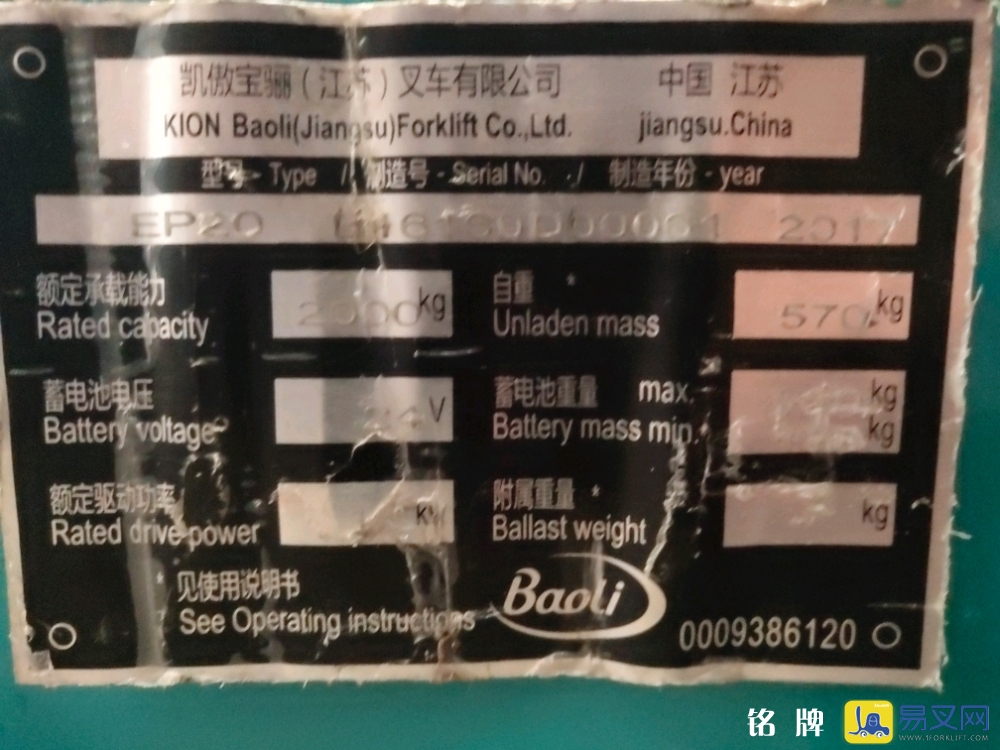 凯傲宝骊（江苏）叉车有限公司 中国 江苏
KION Baoli(Jiangsu)Forklift Co.,Ltd. jiangsu.China
型号 - Type / 制造号 - Serial No. / 制造年份 - year
EP20 2017
额定承载能力 2000kg 自重 *
Rated capacity Unladen mass 570 kg
蓄电池电压 24 V 蓄电池重量 max. kg
Battery voltage Battery mass min. kg
额定驱动功率 附属重量 *
Rated drive power Ballast weight kg
* 见使用说明书
See Operating instructions
Baoli
0009386120
铭牌
易叉网
WWW.1FORKLIFT.COM